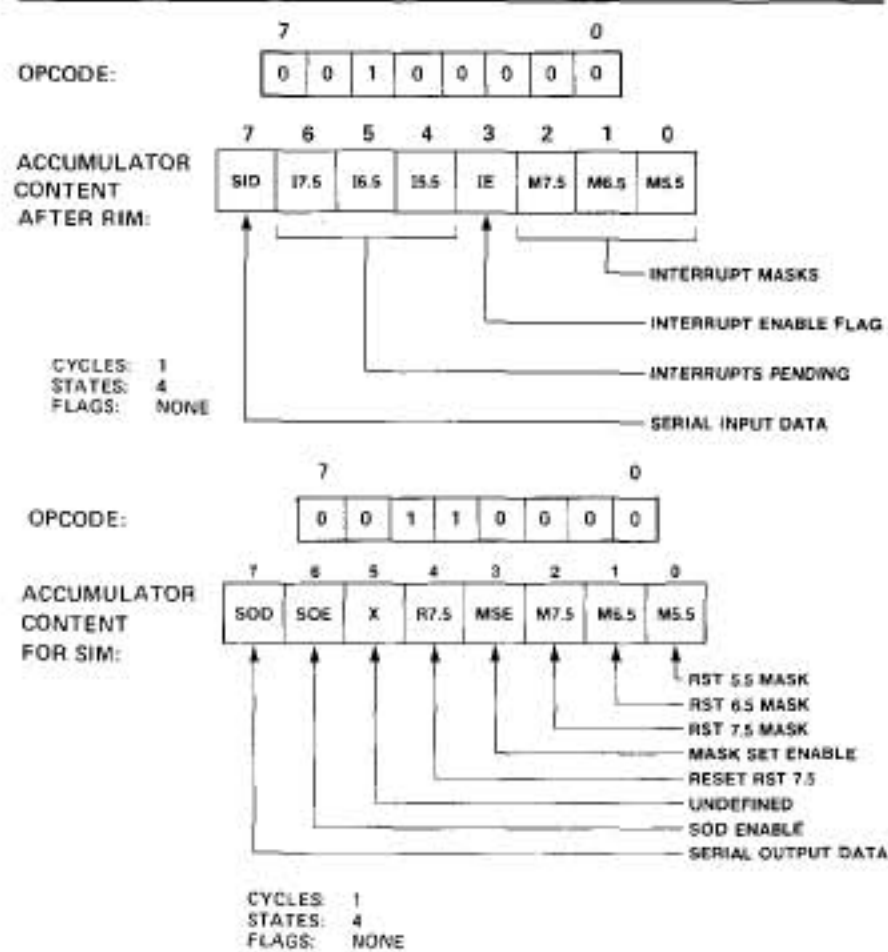 7 0
OPCODE: 0 0 1 0 0 0 0 0
7 6 5 4 3 2 1 0
ACCUMULATOR
CONTENT
AFTER RIM:
SID I7.5 I6.5 I5.5 IE M7.5 M6.5 M5.5
INTERRUPT MASKS
INTERRUPT ENABLE FLAG
INTERRUPTS PENDING
SERIAL INPUT DATA
CYCLES: 1
STATES: 4
FLAGS: NONE
7 0
OPCODE: 0 0 1 1 0 0 0 0
7 6 5 4 3 2 1 0
ACCUMULATOR
CONTENT
FOR SIM:
SOD SOE X R7.5 MSE M7.5 M6.5 M5.5
RST 5.5 MASK
RST 6.5 MASK
RST 7.5 MASK
MASK SET ENABLE
RESET RST 7.5
UNDEFINED
SOD ENABLE
SERIAL OUTPUT DATA
CYCLES: 1
STATES: 4
FLAGS: NONE